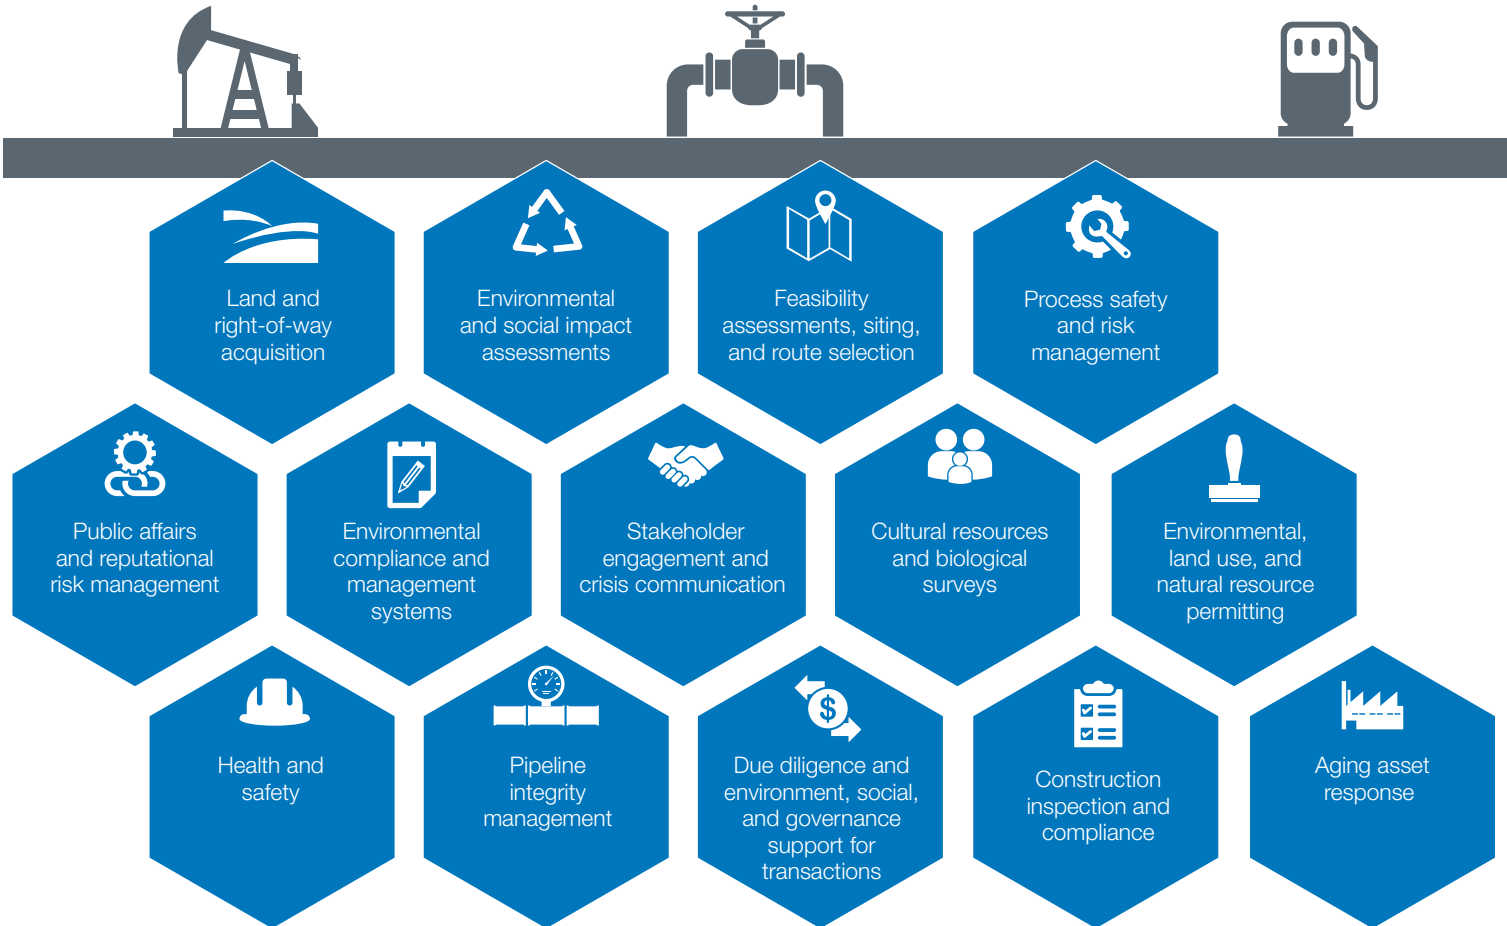 Land and
right-of-way
acquisition
Environmental
and social impact
assessments
Feasibility
assessments, siting,
and route selection
Process safety
and risk
management
Public affairs
and reputational
risk management
Environmental
compliance and
management
systems
Stakeholder
engagement and
crisis communication
Cultural resources
and biological
surveys
Environmental,
land use, and
natural resource
permitting
Health and
safety
Pipeline
integrity
management
$
Due diligence and
environment, social,
and governance
support for
transactions
Construction
inspection and
compliance
Aging asset
response